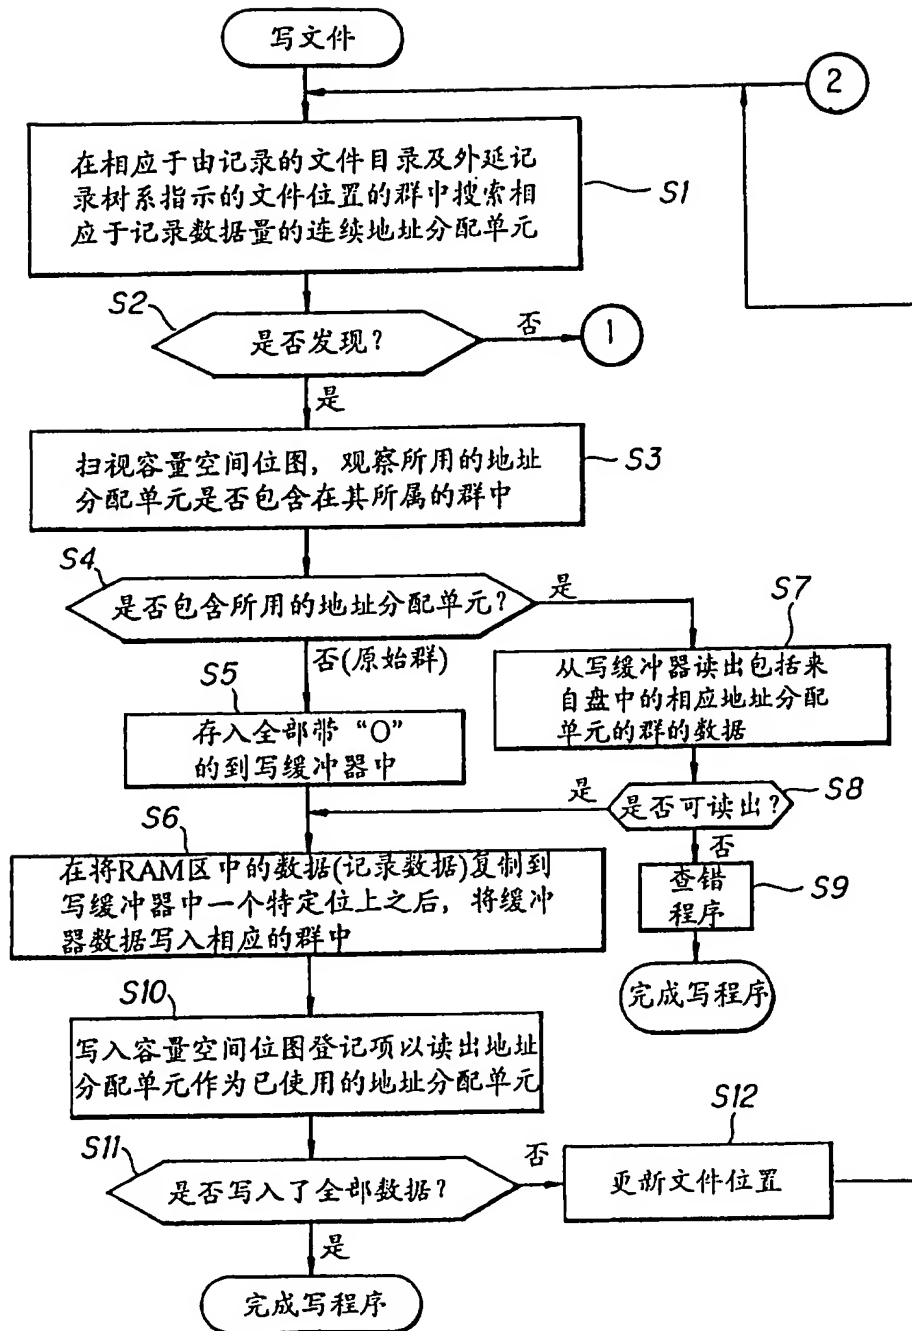 写文件
2
在相应于由记录的文件目录及外延记
录树系指示的文件位置的群中搜索相
应于记录数据量的连续地址分配单元
S1
S2
是否发现?
否
1
是
扫视容量空间位图，观察所用的地址
分配单元是否包含在其所属的群中
S3
S4
是否包含所用的地址分配单元?
是
否(原始群)
S7
从写缓冲器读出包括来
自盘中的相应地址分配
单元的群的数据
S5
存入全部带“O”
的到写缓冲器中
是
是否可读出?
S8
否
S6
在将RAM区中的数据(记录数据)复制到
写缓冲器中一个特定位上之后，将缓冲
器数据写入相应的群中
查错
程序
S9
完成写程序
S10
写入容量空间位图登记项以读出地址
分配单元作为已使用的地址分配单元
S11
是否写入了全部数据?
否
S12
更新文件位置
是
完成写程序